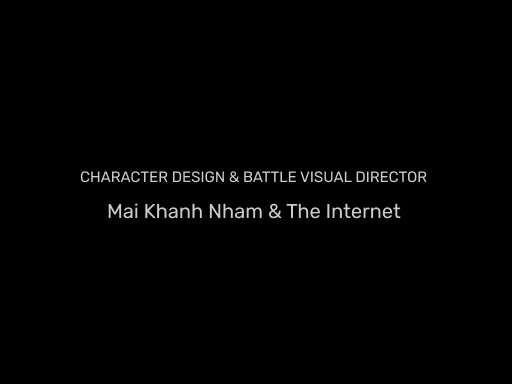 CHARACTER DESIGN & BATTLE VISUAL DIRECTOR
Mai Khanh Nham & The Internet